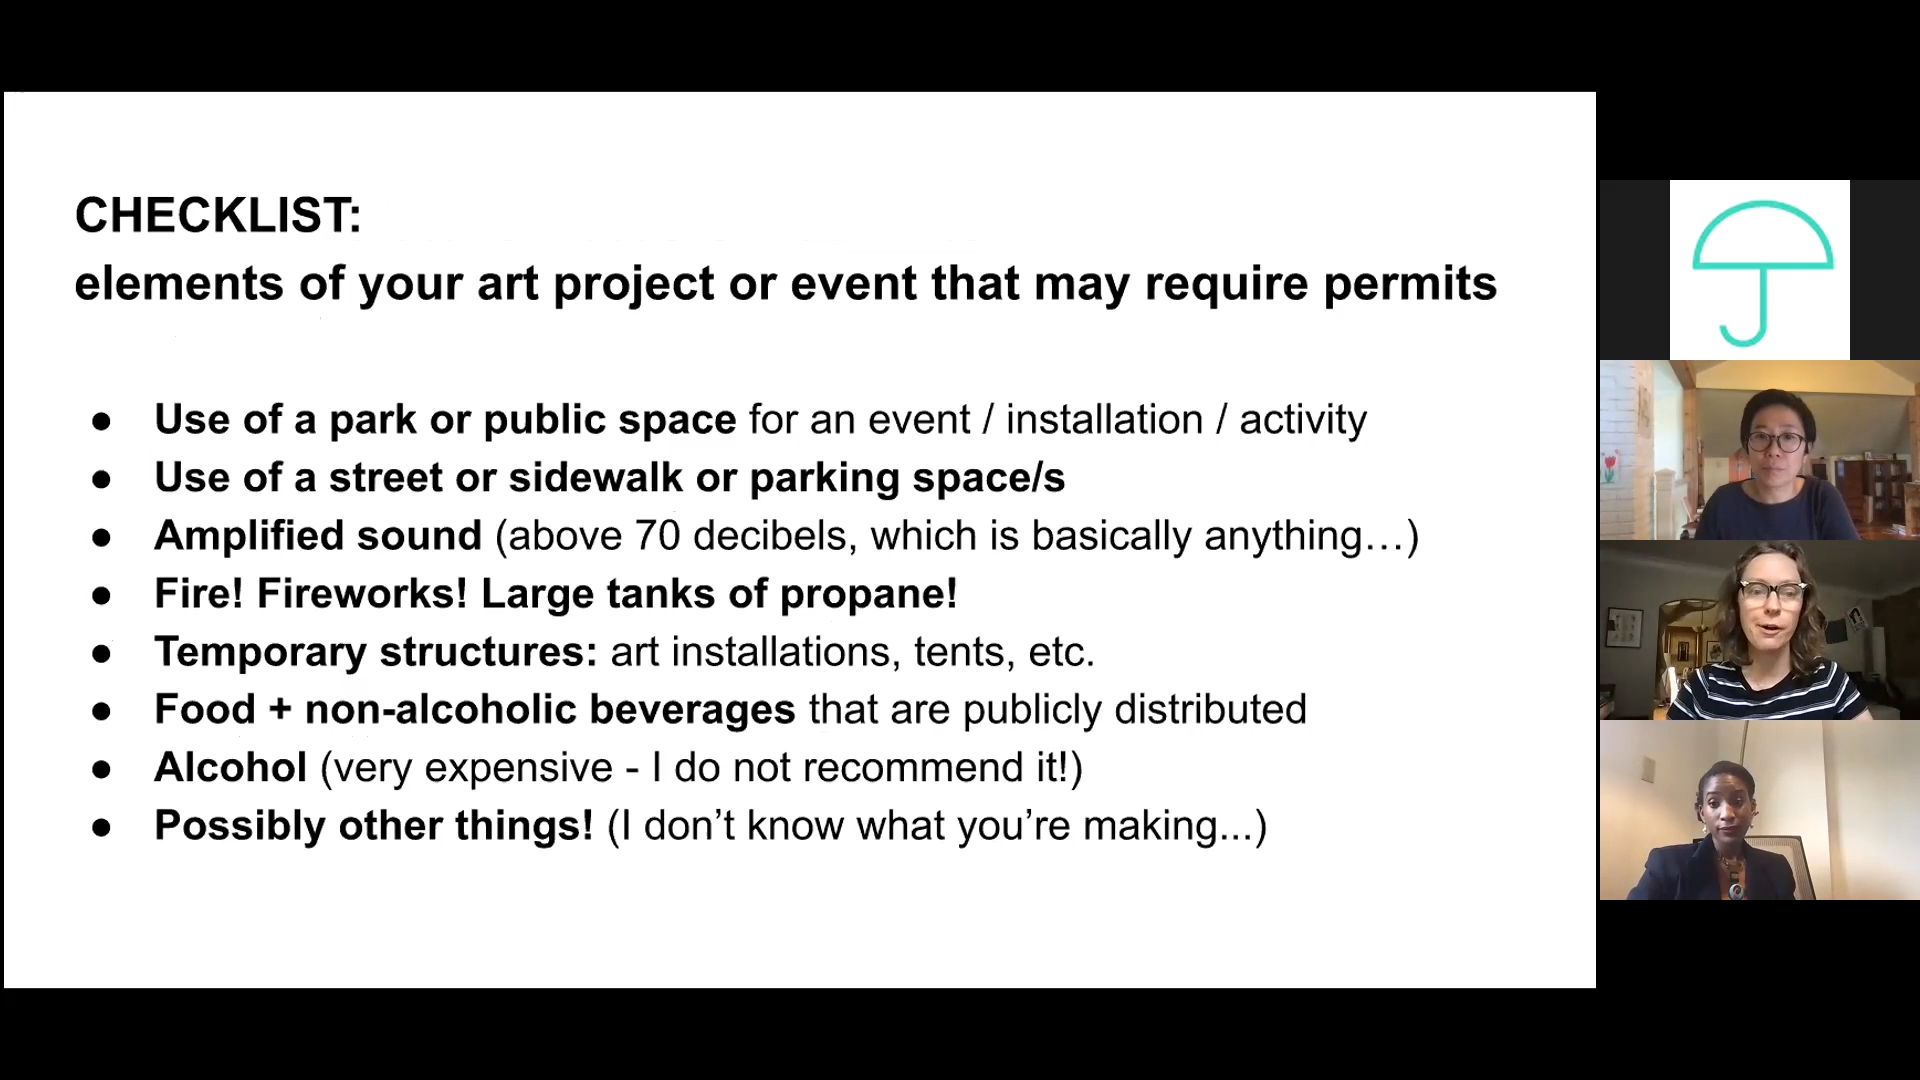 CHECKLIST:
elements of your art project or event that may require permits
● Use of a park or public space for an event / installation / activity
● Use of a street or sidewalk or parking space/s
● Amplified sound (above 70 decibels, which is basically anything…)
● Fire! Fireworks! Large tanks of propane!
● Temporary structures: art installations, tents, etc.
● Food + non-alcoholic beverages that are publicly distributed
● Alcohol (very expensive - I do not recommend it!)
● Possibly other things! (I don’t know what you’re making...)